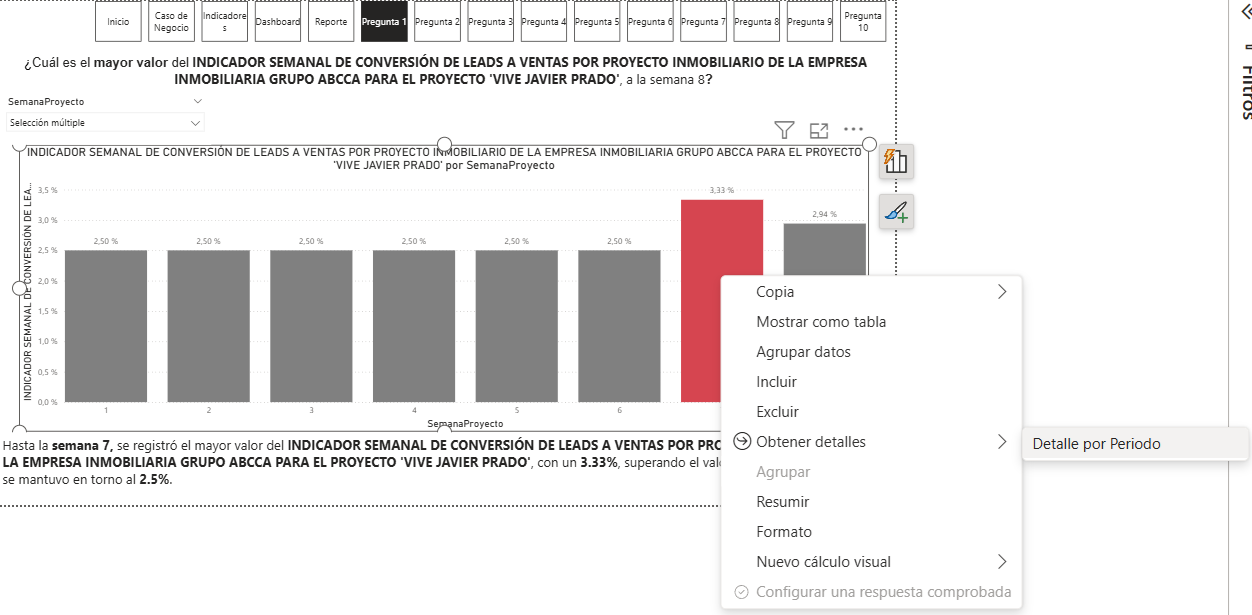 Inicio
Caso de
Negocio
Indicadore
s
Dashboard
Reporte
Pregunta 1
Pregunta 2
Pregunta 3
Pregunta 4
Pregunta 5
Pregunta 6
Pregunta 7
Pregunta 8
Pregunta 9
Pregunta
10
Filtros
¿Cuál es el mayor valor del INDICADOR SEMANAL DE CONVERSIÓN DE LEADS A VENTAS POR PROYECTO INMOBILIARIO DE LA EMPRESA
INMOBILIARIA GRUPO ABCCA PARA EL PROYECTO 'VIVE JAVIER PRADO', a la semana 8?
SemanaProyecto
Selección múltiple
INDICADOR SEMANAL DE CONVERSIÓN DE LEADS A VENTAS POR PROYECTO INMOBILIARIO DE LA EMPRESA INMOBILIARIA GRUPO ABCCA PARA EL PROYECTO
'VIVE JAVIER PRADO' por SemanaProyecto
INDICADOR SEMANAL DE CONVERSIÓN DE LEA...
3,5 %
3,0 %
2,5 %
2,0 %
1,5 %
1,0 %
0,5 %
0,0 %
2,50 %
2,50 %
2,50 %
2,50 %
2,50 %
2,50 %
3,33 %
2,94 %
1
2
3
4
5
6
SemanaProyecto
Hasta la semana 7, se registró el mayor valor del INDICADOR SEMANAL DE CONVERSIÓN DE LEADS A VENTAS POR
LA EMPRESA INMOBILIARIA GRUPO ABCCA PARA EL PROYECTO 'VIVE JAVIER PRADO', con un 3.33%, superando el
se mantuvo en torno al 2.5%.
Copia
Mostrar como tabla
Agrupar datos
Incluir
Excluir
Obtener detalles
Agrupar
Resumir
Formato
Nuevo cálculo visual
Configurar una respuesta comprobada
Detalle por Periodo